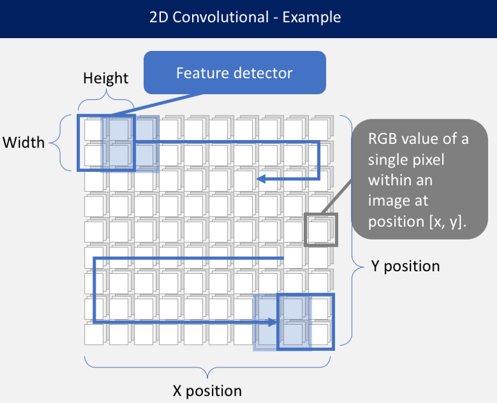 2D Convolutional - Example
Height
Feature detector
Width
RGB value of a
single pixel
within an
image at
position [x, y].
Y position
X position